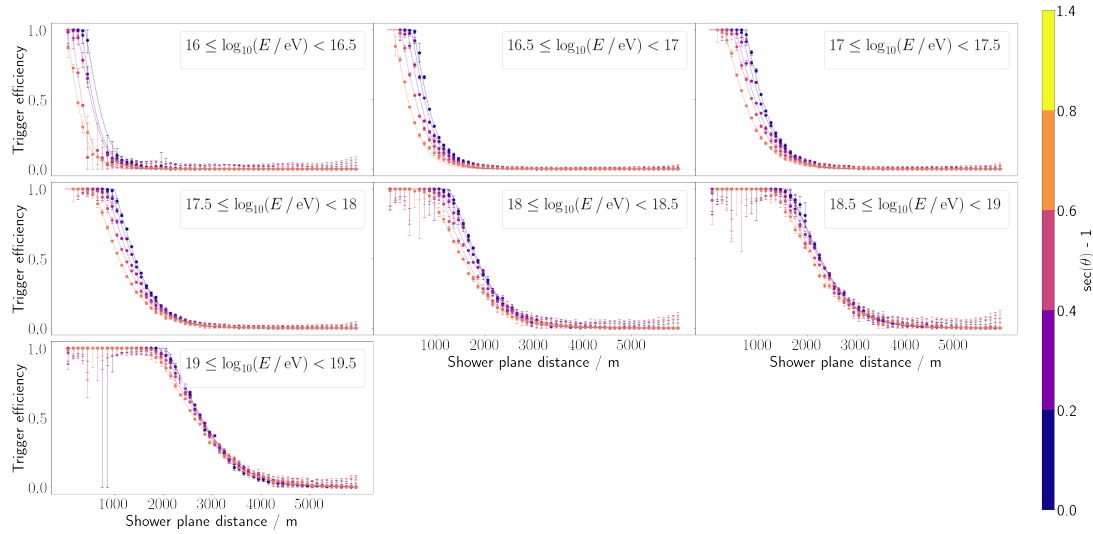 1.4
1.0
16 ≤ log₁₀(E / eV) < 16.5
16.5 ≤ log₁₀(E / eV) < 17
17 ≤ log₁₀(E / eV) < 17.5
Trigger efficiency
0.5
0.8
0.0
1.0
17.5 ≤ log₁₀(E / eV) < 18
18 ≤ log₁₀(E / eV) < 18.5
18.5 ≤ log₁₀(E / eV) < 19
0.6
Trigger efficiency
0.5
sec(θ) - 1
0.4
0.0
1000 2000 3000 4000 5000
1000 2000 3000 4000 5000
Shower plane distance / m
Shower plane distance / m
1.0
19 ≤ log₁₀(E / eV) < 19.5
Trigger efficiency
0.5
0.2
0.0
1000 2000 3000 4000 5000
Shower plane distance / m
0.0